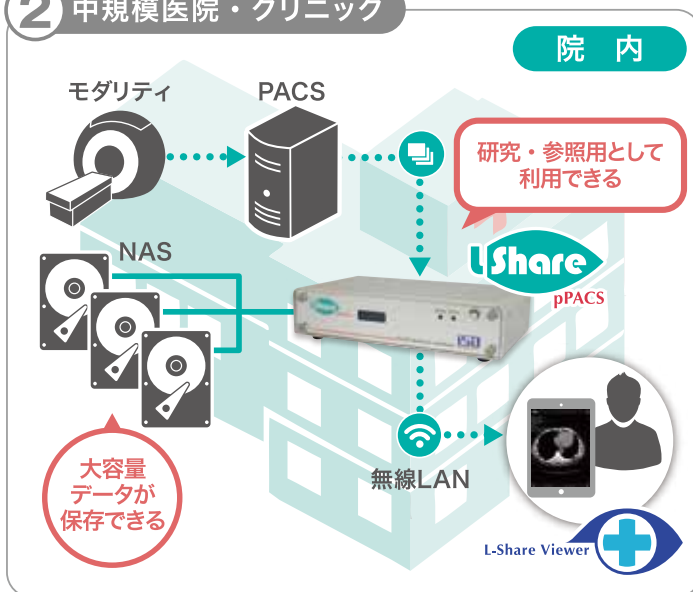 2 中規模医院・クリニック
院 内
モダリティ
PACS
研究・参照用として
利用できる
NAS
L Share
pPACS
大容量
データが
保存できる
無線LAN
L-Share Viewer